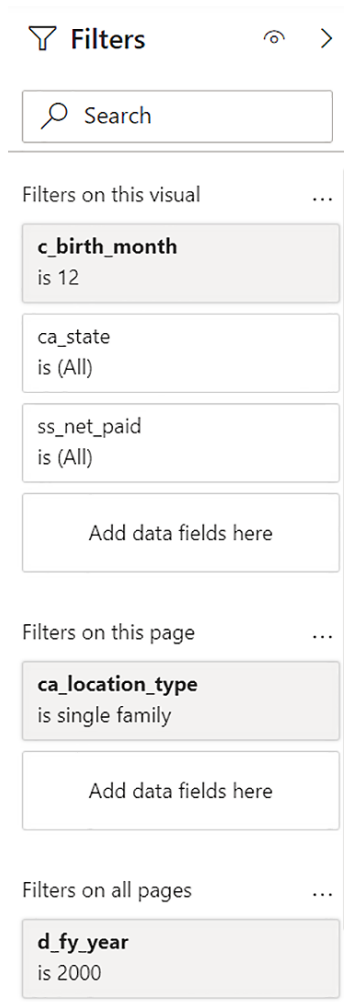 Filters
Search
Filters on this visual
...
c_birth_month
is 12
ca_state
is (All)
ss_net_paid
is (All)
Add data fields here
Filters on this page
...
ca_location_type
is single family
Add data fields here
Filters on all pages
...
d_fy_year
is 2000